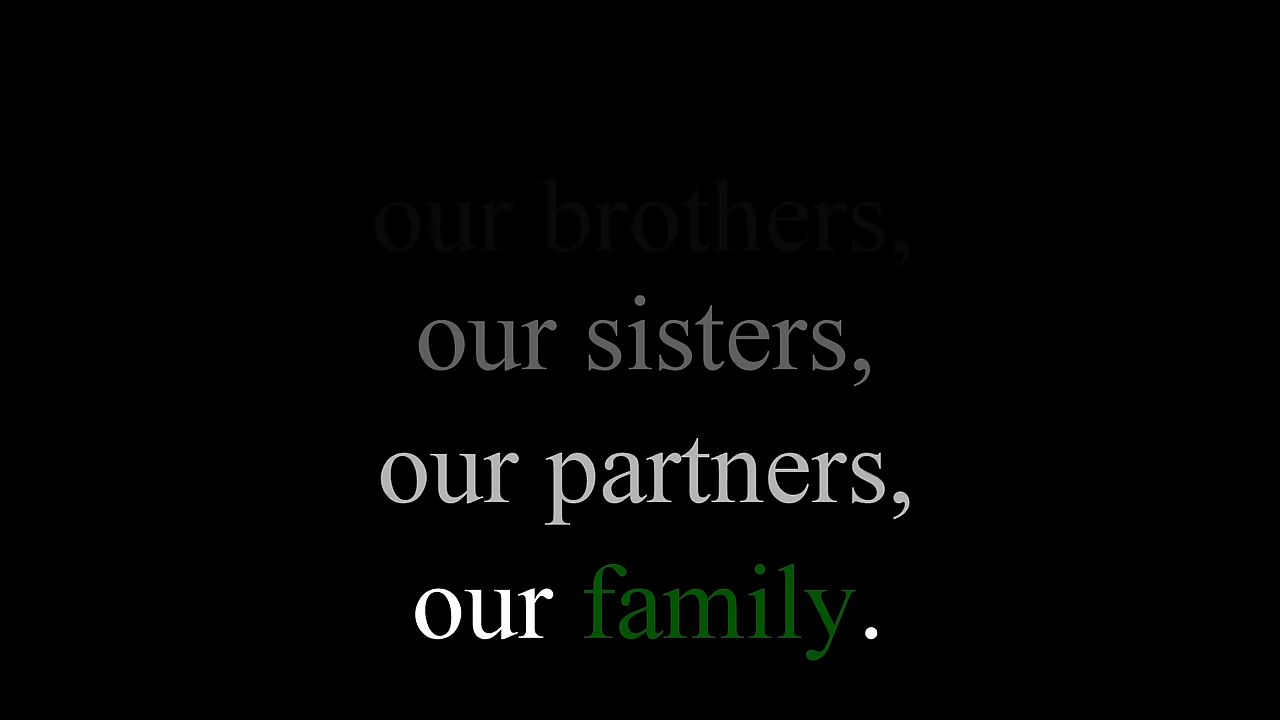 our brothers,
our sisters,
our partners,
our family.